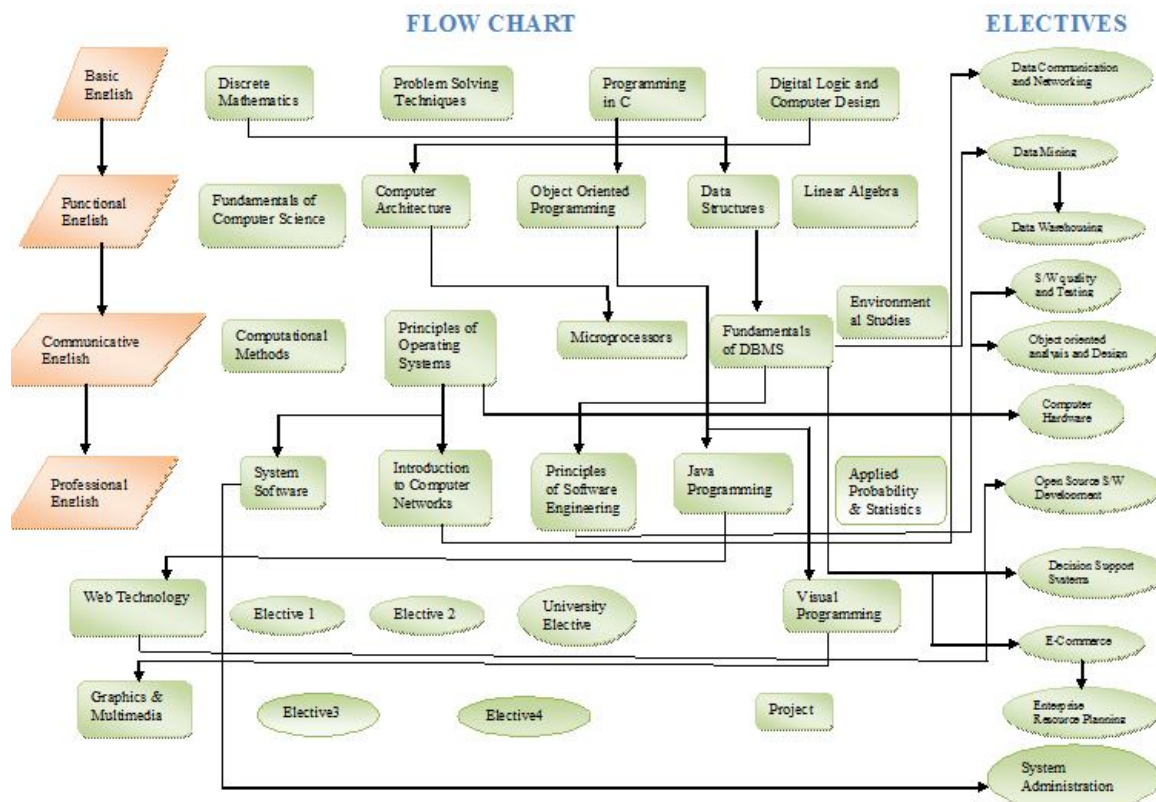 FLOW CHART
ELECTIVES
Basic
English
Discrete
Mathematics
Problem Solving
Techniques
Programming
in C
Digital Logic and
Computer Design
Data Communication
and Networking
Data Mining
Functional
English
Fundamentals of
Computer Science
Computer
Architecture
Object Oriented
Programming
Data
Structures
Linear Algebra
Data Warehousing
S/W quality
and Testing
Communicative
English
Computational
Methods
Principles of
Operating
Systems
Microprocessors
Fundamentals
of DBMS
Environment
al Studies
Object oriented
analysis and Design
Computer
Hardware
Professional
English
System
Software
Introduction
to Computer
Networks
Principles
of Software
Engineering
Java
Programming
Applied
Probability
& Statistics
Open Source S/W
Development
Decision Support
Systems
Web Technology
Elective 1
Elective 2
University
Elective
Visual
Programming
E-Commerce
Graphics &
Multimedia
Elective3
Elective4
Project
Enterprise
Resource Planning
System
Administration